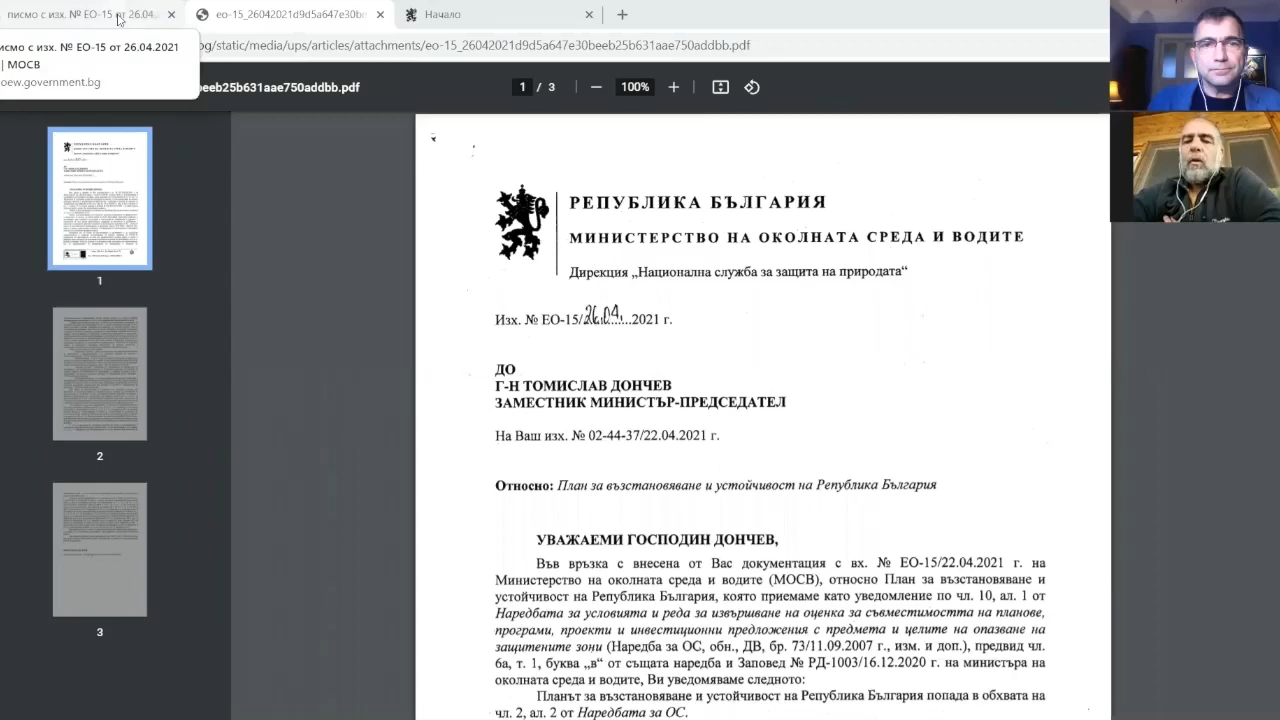 писмо с изх. № ЕО-15 от 26.04.
eo-15_26042021d9d5a647e30be
Начало
исмо с изх. № ЕО-15 от 26.04.2021
| МОСВ
oew.government.bg
bg/static/media/ups/articles/attachments/eo-15_26042021d9d5a647e30beeb25b631aae750addbb.pdf
beeb25b631aae750addbb.pdf
1 / 3
100%
1
2
3
РЕПУБЛИКА БЪЛГАРИЯ
МИНИСТЕРСТВО НА ОКОЛНАТА СРЕДА И ВОДИТЕ
Дирекция „Национална служба за защита на природата“
Изх. № ЕО-15/26.04.......2021 г.
ДО
Г-Н ТОМИСЛАВ ДОНЧЕВ
ЗАМЕСТНИК МИНИСТЪР-ПРЕДСЕДАТЕЛ
На Ваш изх. № 02-44-37/22.04.2021 г.
Относно: План за възстановяване и устойчивост на Република България
УВАЖАЕМИ ГОСПОДИН ДОНЧЕВ,
Във връзка с внесена от Вас документация с вх. № ЕО-15/22.04.2021 г. на
Министерство на околната среда и водите (МОСВ), относно План за възстановяване и
устойчивост на Република България, която приемаме като уведомление по чл. 10, ал. 1 от
Наредбата за условията и реда за извършване на оценка за съвместимостта на планове,
програми, проекти и инвестиционни предложения с предмета и целите на опазване на
защитените зони (Наредба за ОС, обн., ДВ, бр. 73/11.09.2007 г., изм. и доп.), предвид чл.
6а, т. 1, буква „в“ от същата наредба и Заповед № РД-1003/16.12.2020 г. на министъра на
околната среда и водите, Ви уведомяваме следното:
Планът за възстановяване и устойчивост на Република България попада в обхвата на
чл. 2, ал. 2 от Наредбата за ОС.